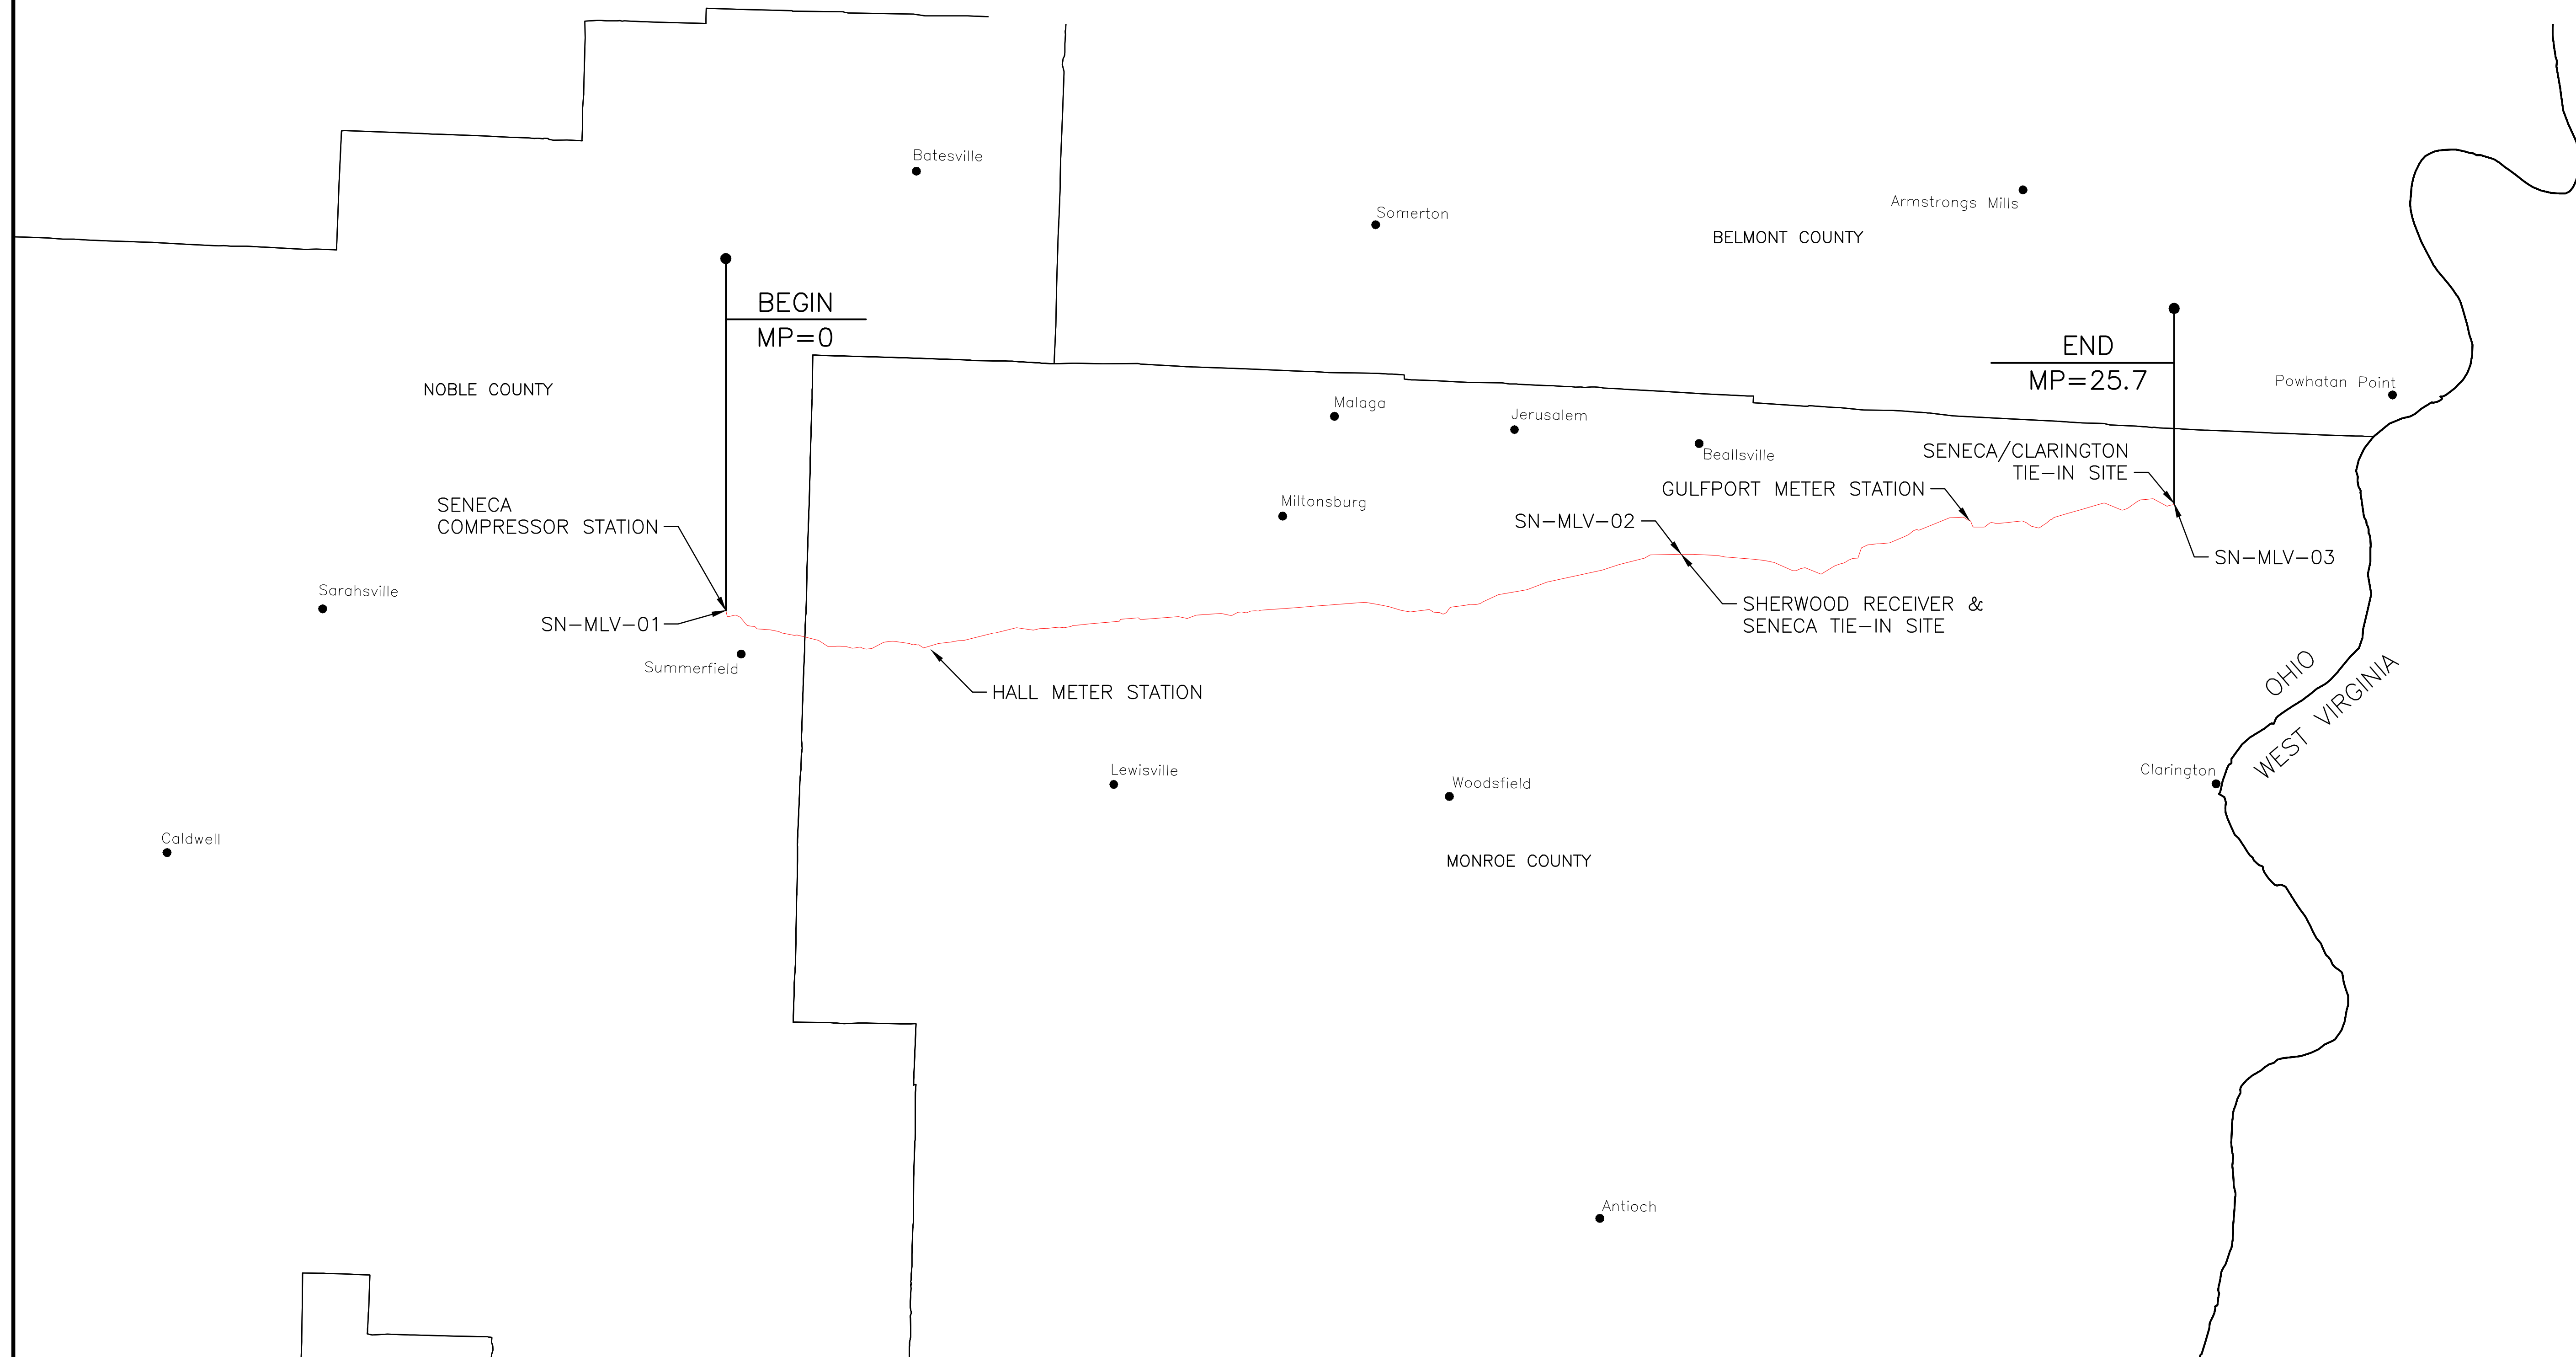 Batesville
Somerton
Armstrongs Mills
BELMONT COUNTY
BEGIN
MP=0
END
MP=25.7
NOBLE COUNTY
Powhatan Point
Malaga
Jerusalem
Beallsville
SENECA/CLARINGTON
TIE-IN SITE
GULFPORT METER STATION
SENECA
COMPRESSOR STATION
Miltonsburg
SN-MLV-02
SN-MLV-03
Sarahsville
SN-MLV-01
SHERWOOD RECEIVER &
SENECA TIE-IN SITE
Summerfield
HALL METER STATION
OHIO
WEST VIRGINIA
Lewisville
Woodsfield
Clarington
Caldwell
MONROE COUNTY
Antioch